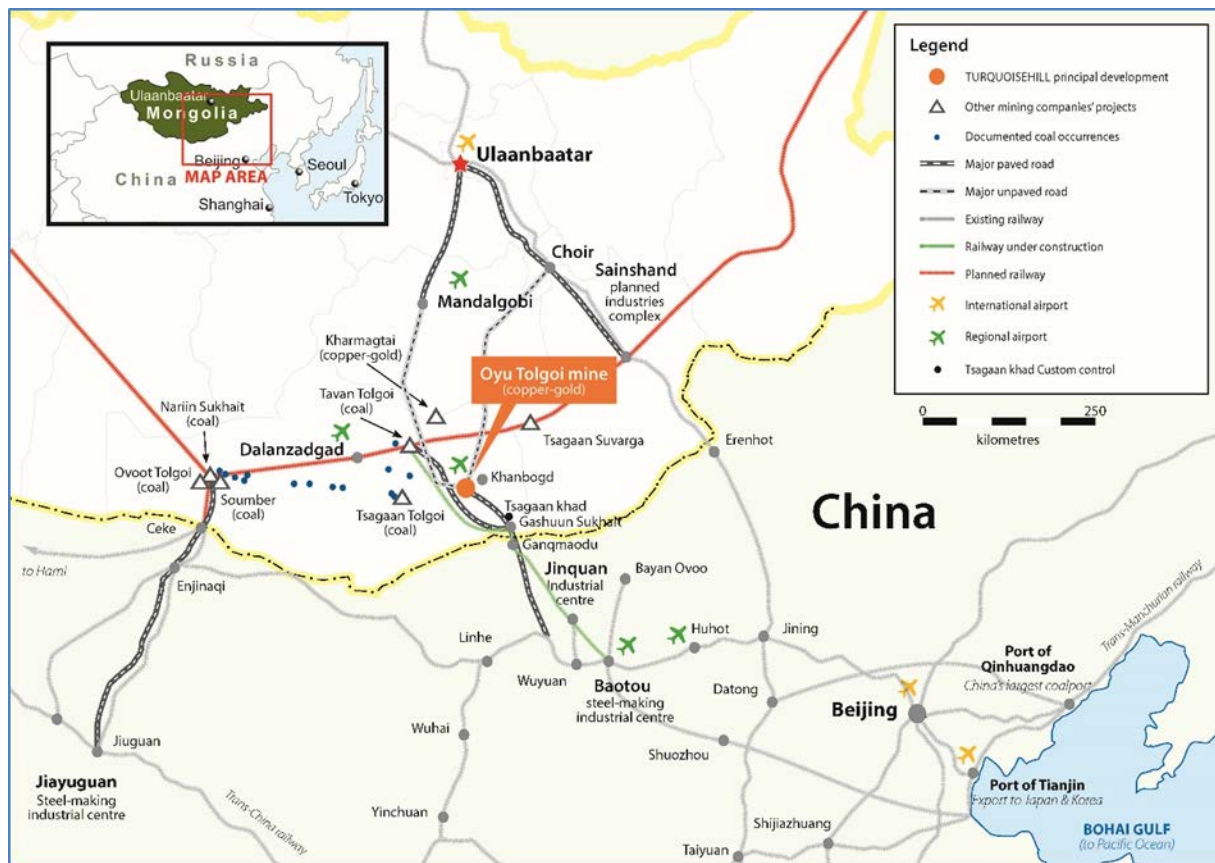 Russia
Ulaanbaatar
Mongolia
Beijing
Seoul
China
MAP AREA
Shanghai
Tokyo
Legend
TURQUOISEHILL principal development
Other mining companies' projects
Documented coal occurrences
Major paved road
Major unpaved road
Existing railway
Railway under construction
Planned railway
International airport
Regional airport
Tsagaan khad Custom control
0
250
kilometres
Ulaanbaatar
Choir
Sainshand
planned
industries
complex
Mandalgobi
Kharmagtai
(copper-gold)
Oyu Tolgoi mine
(copper-gold)
Tavan Tolgoi
(coal)
Nariin Sukhait
(coal)
Dalanzadgad
Tsagaan Suvarga
Erenhot
Ovoot Tolgoi
(coal)
Soumber
(coal)
Khanbogd
Tsagaan Tolgoi
(coal)
Tsagaan khad
Gashuun Sukhait
Ceke
Ganqmaodu
China
to Hami
Enjinaqi
Jinquan
Industrial
centre
Bayan Ovoo
Linhe
Huhot
Jining
Trans-Manchurian railway
Wuyuan
Baotou
steel-making
industrial centre
Datong
Beijing
Port of
Qinhuangdao
China's largest coalport
Wuhai
Shuozhou
Jiuguan
Jiayuguan
Steel-making
industrial centre
Trans-China railway
Yinchuan
Port of Tianjin
Export to Japan & Korea
Shijiazhuang
Taiyuan
BOHAI GULF
(to Pacific Ocean)